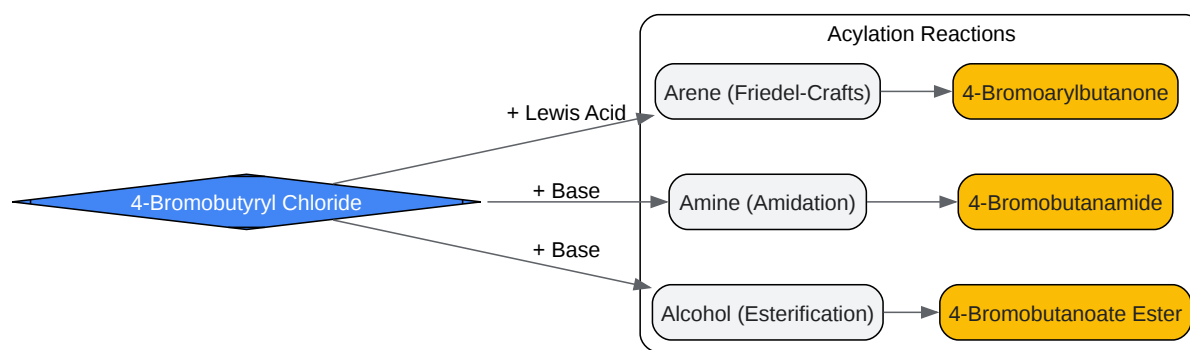 Acylation Reactions
+ Lewis Acid
Arene (Friedel-Crafts)
4-Bromoarylbutanone
4-Bromobutyryl Chloride
+ Base
Amine (Amidation)
4-Bromobutanamide
+ Base
Alcohol (Esterification)
4-Bromobutanoate Ester